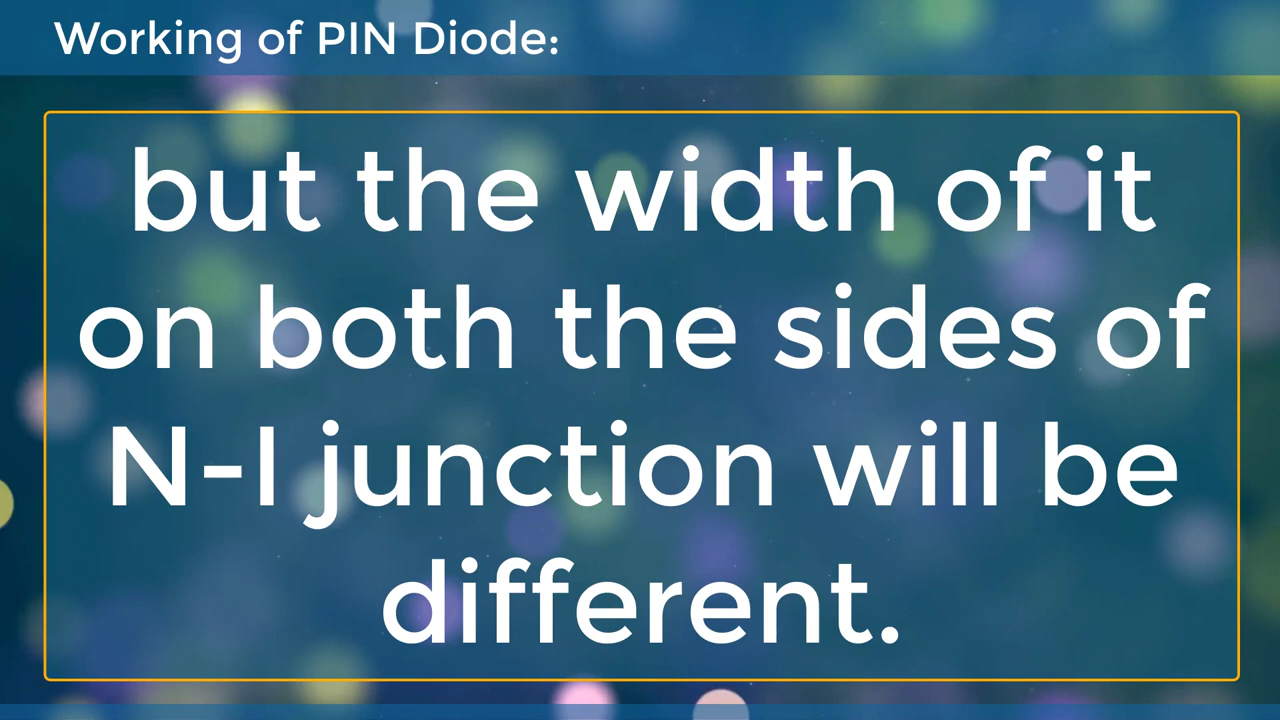 Working of PIN Diode:
but the width of it
on both the sides of
N-I junction will be
different.